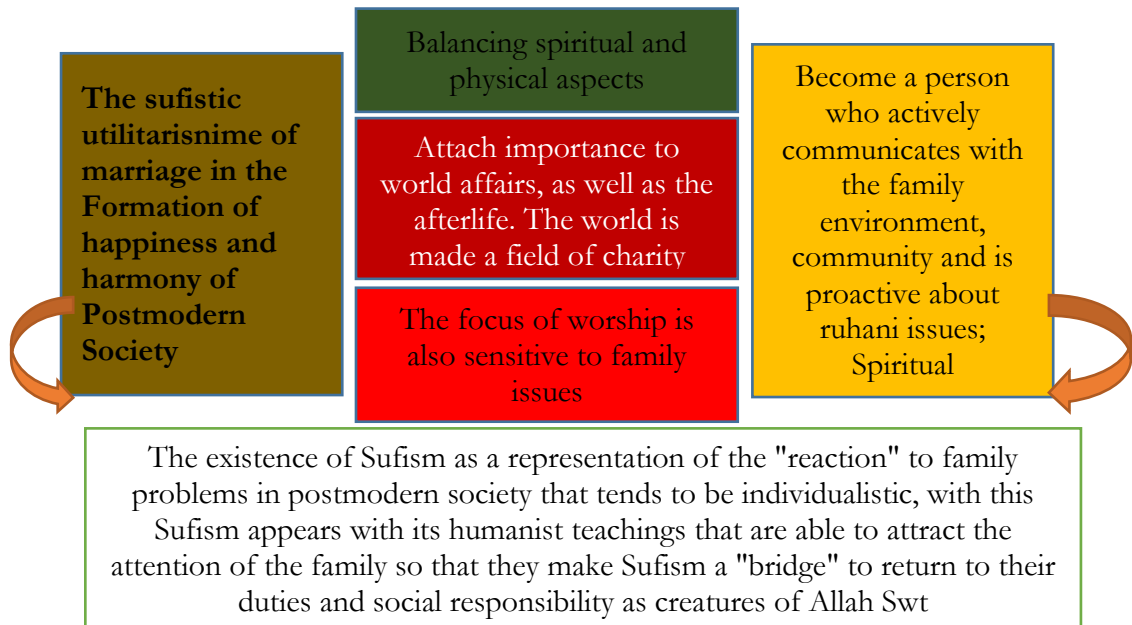 The sufistic
utilitarisnime of
marriage in the
Formation of
happiness and
harmony of
Postmodern
Society
Balancing spiritual and
physical aspects
Attach importance to
world affairs, as well as the
afterlife. The world is
made a field of charity
The focus of worship is
also sensitive to family
issues
Become a person
who actively
communicates with
the family
environment,
community and is
proactive about
ruhani issues;
Spiritual
The existence of Sufism as a representation of the "reaction" to family
problems in postmodern society that tends to be individualistic, with this
Sufism appears with its humanist teachings that are able to attract the
attention of the family so that they make Sufism a "bridge" to return to their
duties and social responsibility as creatures of Allah Swt